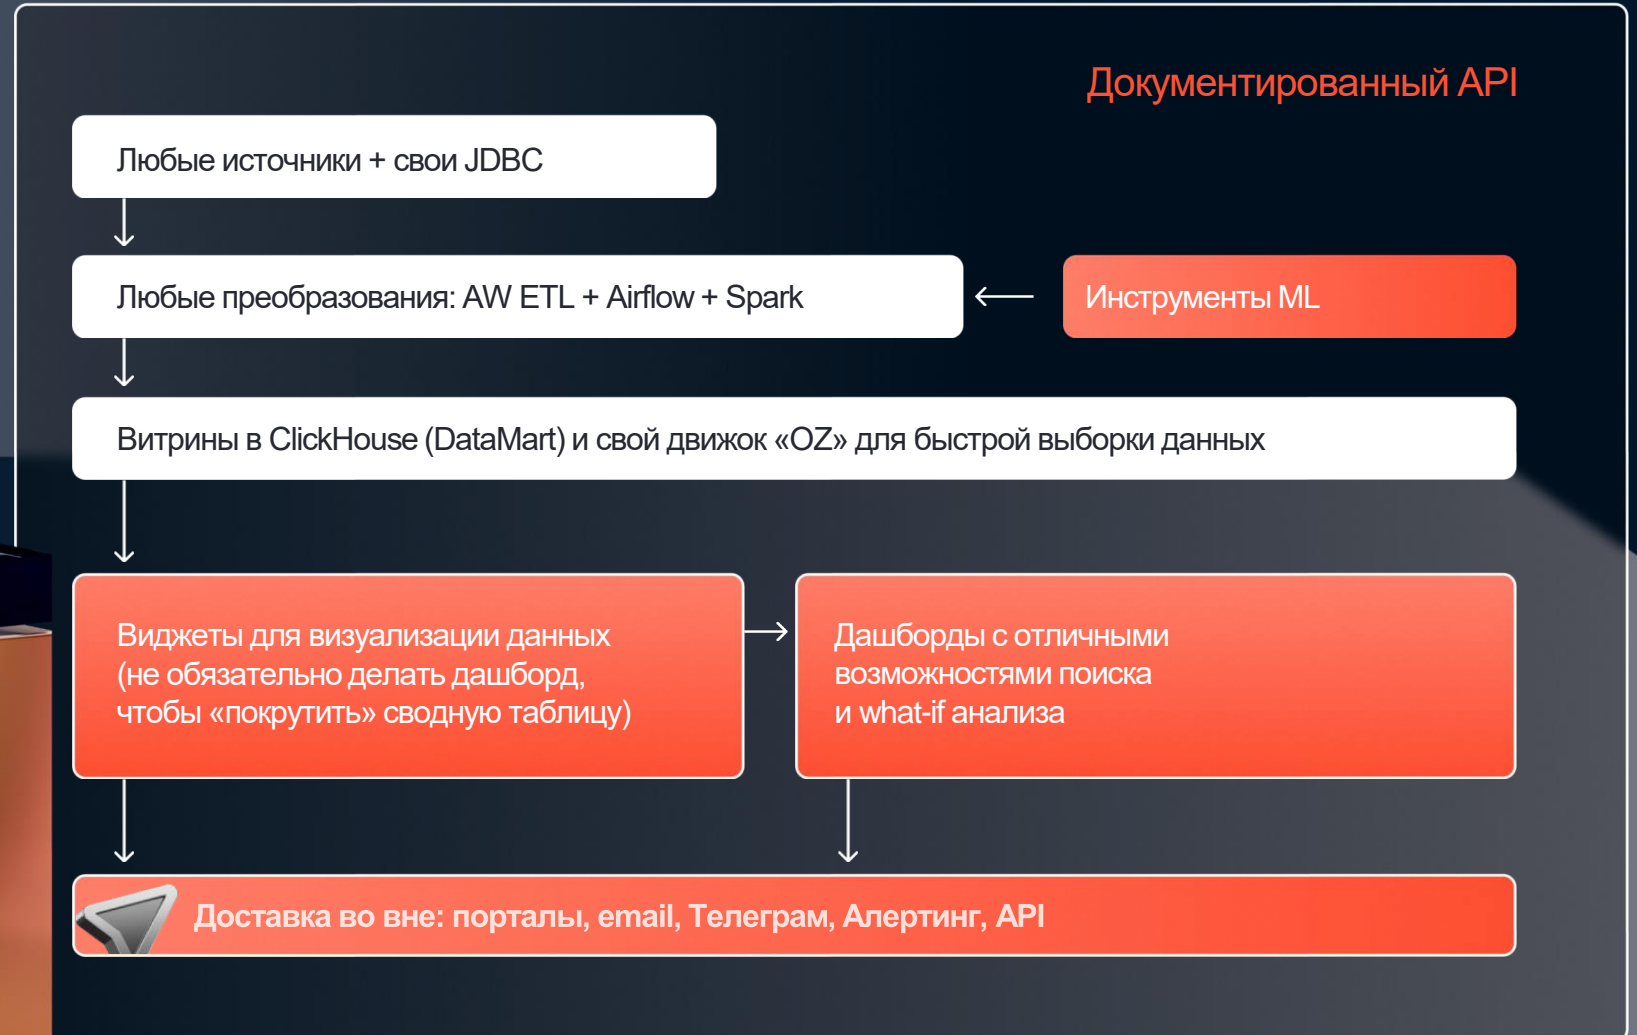 Документированный API
Любые источники + свои JDBC
Любые преобразования: AW ETL + Airflow + Spark
Инструменты ML
Витрины в ClickHouse (DataMart) и свой движок «OZ» для быстрой выборки данных
Виджеты для визуализации данных
(не обязательно делать дашборд,
чтобы «покрутить» сводную таблицу)
Дашборды с отличными
возможностями поиска
и what-if анализа
Доставка во вне: порталы, email, Телеграм, Алертинг, API